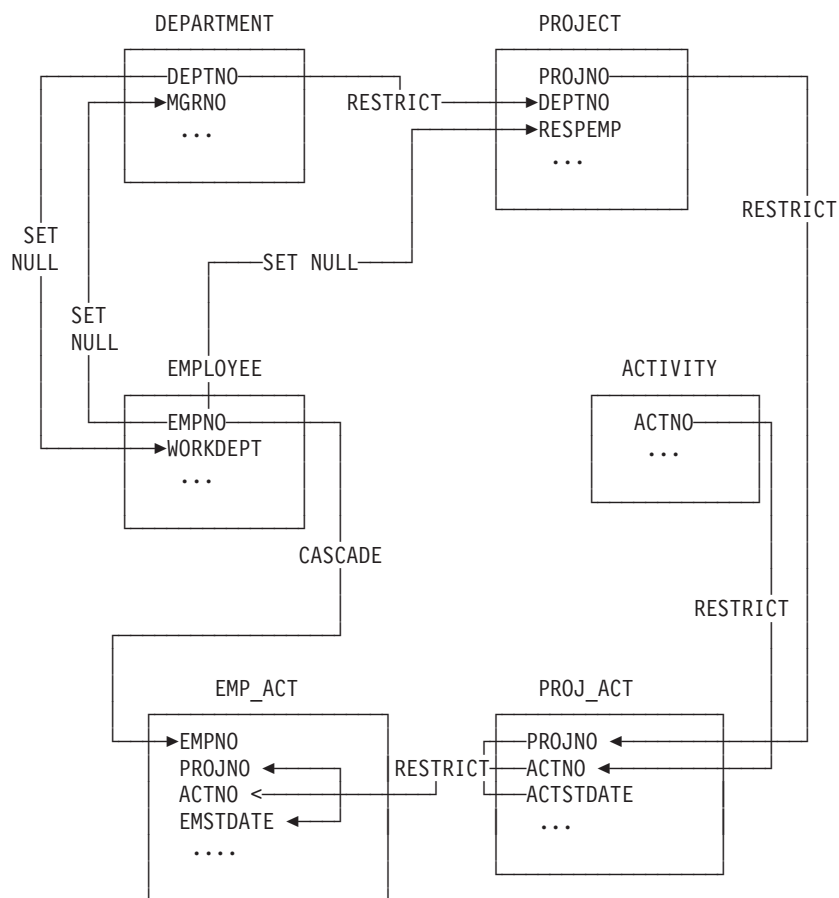 DEPARTMENT PROJECT
DEPTNO PROJNO
MGRNO RESTRICT DEPTNO
... RESPEMP
...
RESTRICT
SET
NULL SET NULL
SET
NULL
EMPLOYEE ACTIVITY
EMPNO ACTNO
WORKDEPT ...
...
CASCADE
RESTRICT
EMP_ACT PROJ_ACT
EMPNO PROJNO
PROJNO RESTRICT ACTNO
ACTNO < ACTSTDATE
EMSTDATE ...
....